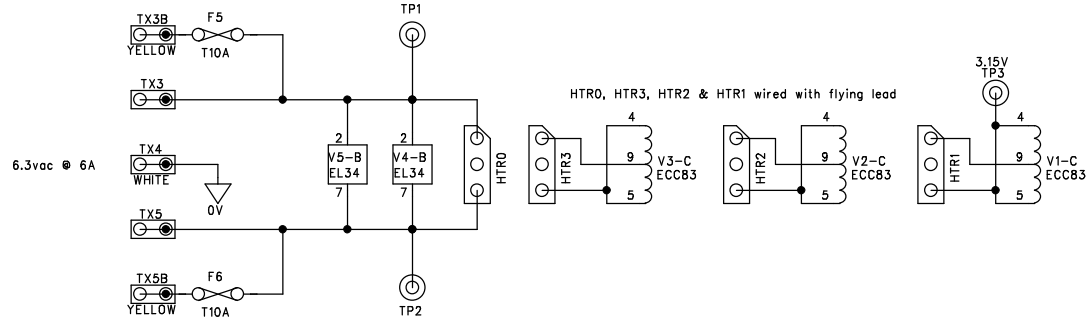 TX3B
F5
YELLOW
T10A
TP1
TX3
3.15V
TP3
HTR0, HTR3, HTR2 & HTR1 wired with flying lead
6.3vac @ 6A
TX4
WHITE
0V
2
V5-B
EL34
7
2
V4-B
EL34
7
HTR0
HTR3
4
9
5
V3-C
ECC83
HTR2
4
9
5
V2-C
ECC83
HTR1
4
9
5
V1-C
ECC83
TX5
TX5B
F6
YELLOW
T10A
TP2